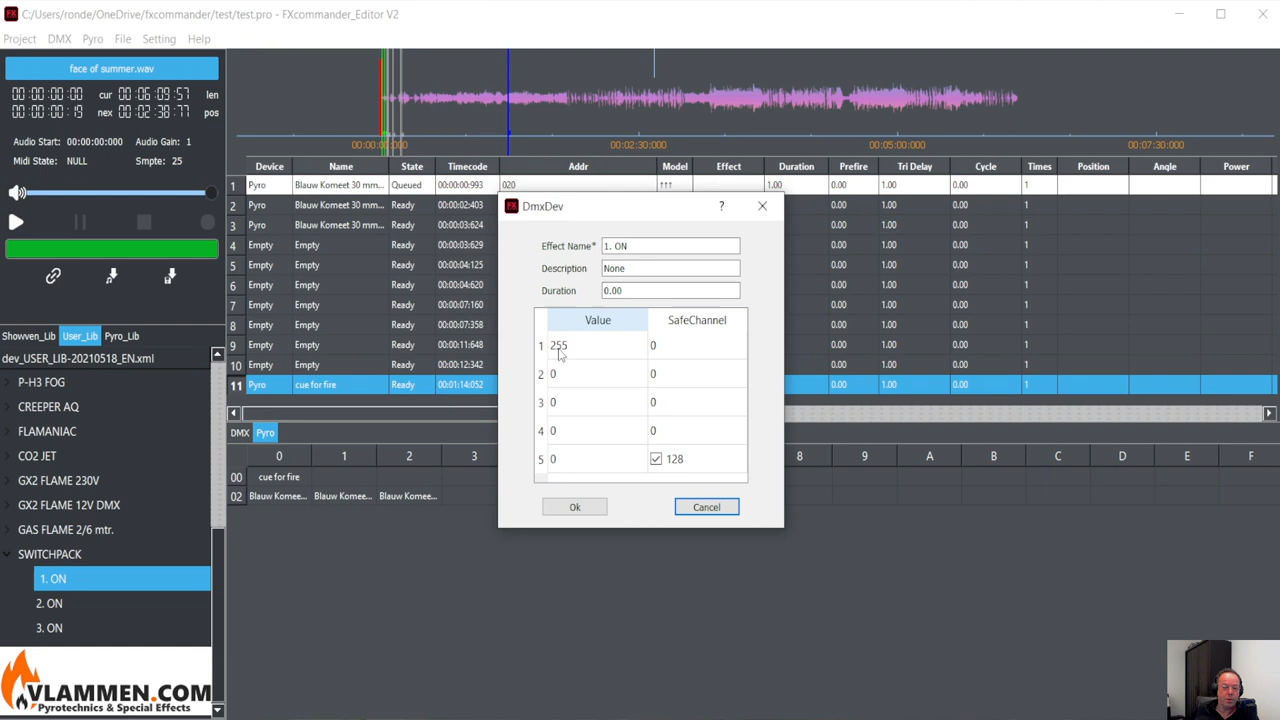 C:/Users/ronde/OneDrive/fxcommander/test/test.pro - FXcommander_Editor V2
Project DMX Pyro File Setting Help
face of summer.wav
00:00:00:00 cur 00:06:09:57 len
00:00:00:19 nex 00:02:38:77 pos
Audio Start: 00:00:00:000 Audio Gain: 1
Midi State: NULL Smpte: 25
Showven_Lib User_Lib Pyro_Lib
dev_USER_LIB-20210518_EN.xml
P-H3 FOG
CREEPER AQ
FLAMANIAC
CO2 JET
GX2 FLAME 230V
GX2 FLAME 12V DMX
GAS FLAME 2/6 mtr.
SWITCHPACK
1. ON
2. ON
3. ON
VLAMMEN.COM
Pyrotechnics & Special Effects
00:02:30:000 00:05:00:000 00:07:30:000
Device Name State Timecode Addr Model Effect Duration Prefire Tri Delay Cycle Times Position Angle Power
1 Pyro Blauw Komeet 30 mm... Queued 00:00:00:993 020 ↑↑↑ 1.00 0.00 1.00 0.00 1
2 Pyro Blauw Komeet 30 mm... Ready 00:00:02:403 0.00 1.00 0.00 1
3 Pyro Blauw Komeet 30 mm... Ready 00:00:03:624 0.00 1.00 0.00 1
4 Empty Empty Ready 00:00:03:629 0.00 1.00 0.00 1
5 Empty Empty Ready 00:00:04:125 0.00 1.00 0.00 1
6 Empty Empty Ready 00:00:04:620 0.00 1.00 0.00 1
7 Empty Empty Ready 00:00:07:160 0.00 1.00 0.00 1
8 Empty Empty Ready 00:00:07:358 0.00 1.00 0.00 1
9 Empty Empty Ready 00:00:11:648 0.00 1.00 0.00 1
10 Empty Empty Ready 00:00:12:342 0.00 1.00 0.00 1
11 Pyro cue for fire Ready 00:01:14:052 0.00 1.00 0.00 1
DMX Pyro
0 1 2 3 8 9 A B C D E F
00 cue for fire
02 Blauw Komee... Blauw Komee... Blauw Komee...
DmxDev ?
Effect Name* 1. ON
Description None
Duration 0.00
Value SafeChannel
1 255 0
2 0 0
3 0 0
4 0 0
5 0 128
Ok Cancel